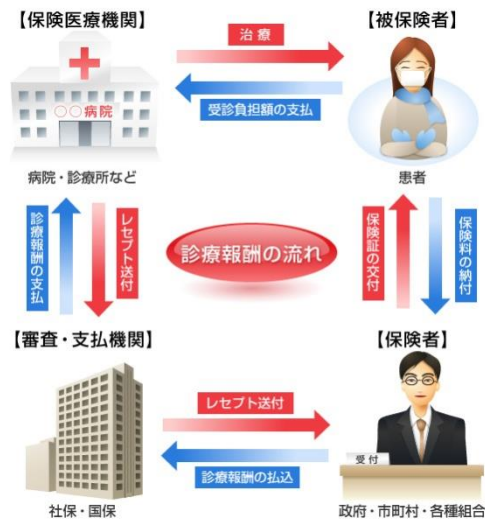 【保険医療機関】
【被保険者】
治療
受診負担額の支払
○○病院
病院・診療所など
患者
診療報酬の支払
レセプト送付
診療報酬の流れ
保険証の交付
保険料の納付
【審査・支払機関】
【保険者】
レセプト送付
診療報酬の払込
受付
社保・国保
政府・市町村・各種組合